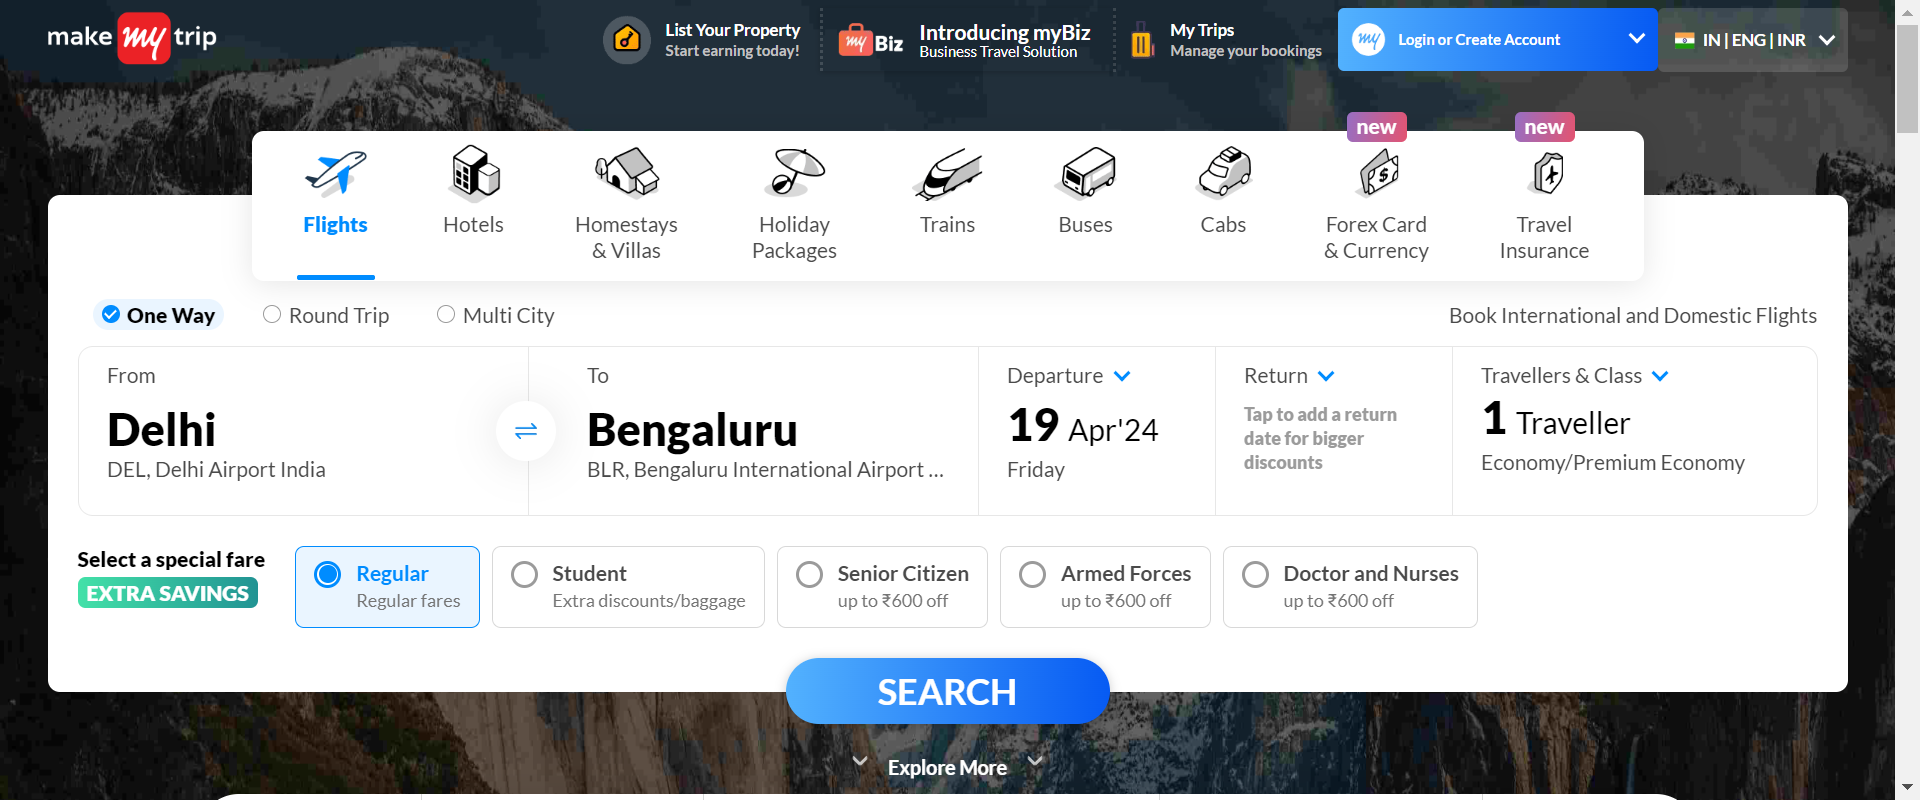 make my trip
List Your Property
Start earning today!
my Biz
Introducing myBiz
Business Travel Solution
My Trips
Manage your bookings
my
Login or Create Account
IN | ENG | INR
new
new
Flights
Hotels
Homestays
& Villas
Holiday
Packages
Trains
Buses
Cabs
Forex Card
& Currency
Travel
Insurance
One Way
Round Trip
Multi City
Book International and Domestic Flights
From
Delhi
DEL, Delhi Airport India
To
Bengaluru
BLR, Bengaluru International Airport ...
Departure
19 Apr'24
Friday
Return
Tap to add a return
date for bigger
discounts
Travellers & Class
1 Traveller
Economy/Premium Economy
Select a special fare
EXTRA SAVINGS
Regular
Regular fares
Student
Extra discounts/baggage
Senior Citizen
up to ₹600 off
Armed Forces
up to ₹600 off
Doctor and Nurses
up to ₹600 off
SEARCH
Explore More